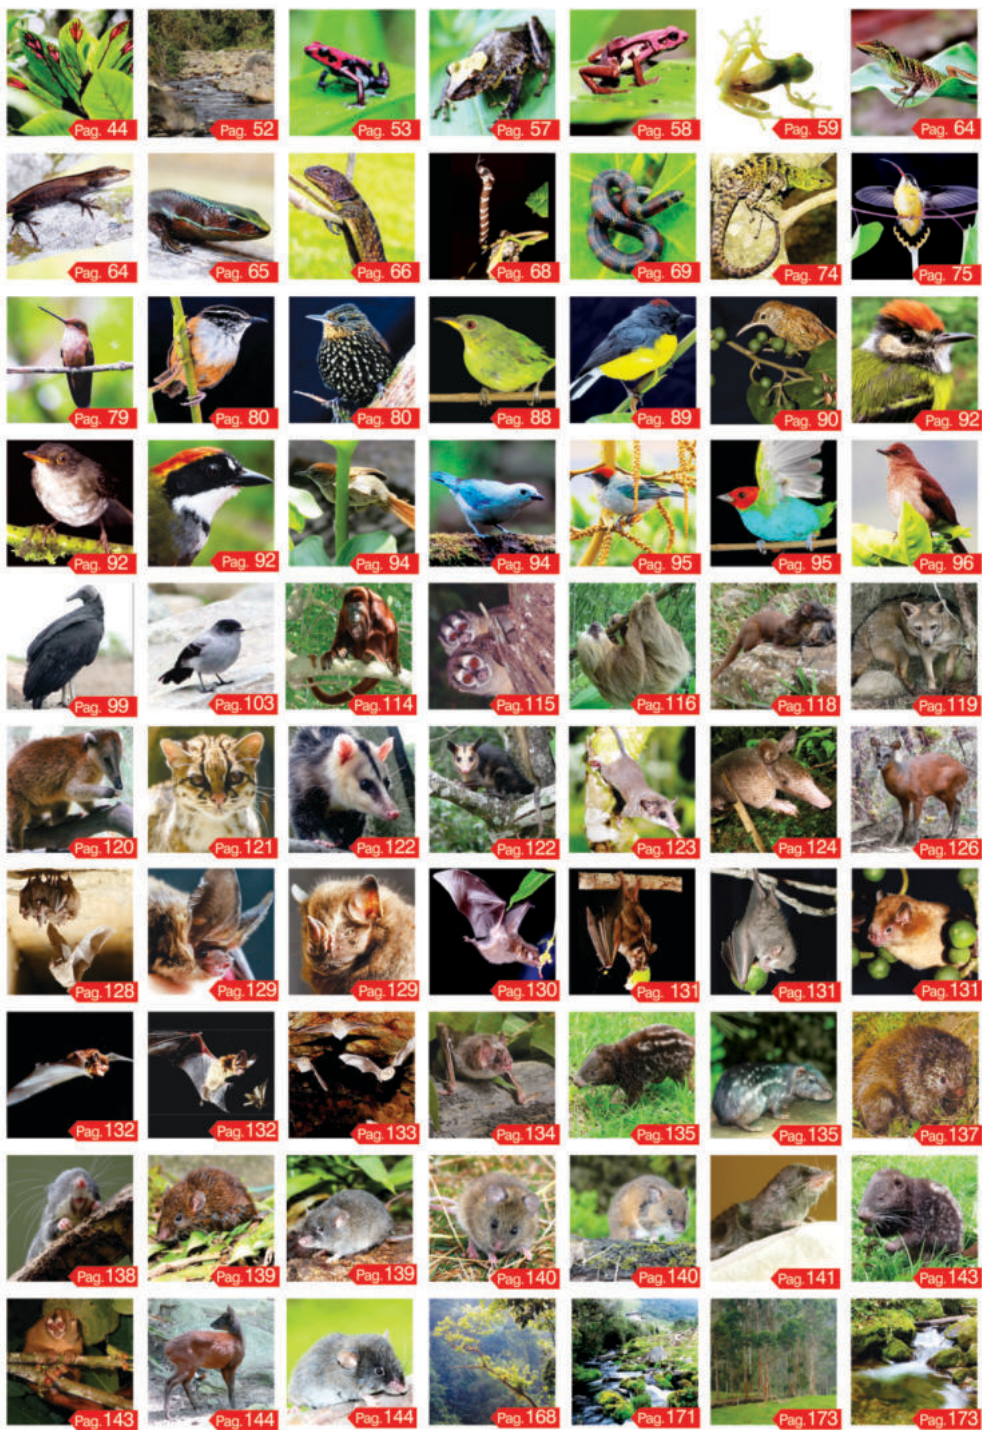 Pag. 44 Pag. 52 Pag. 53 Pag. 57 Pag. 58 Pag. 59 Pag. 64
Pag. 64 Pag. 65 Pag. 66 Pag. 68 Pag. 69 Pag. 74 Pag. 75
Pag. 79 Pag. 80 Pag. 80 Pag. 88 Pag. 89 Pag. 90 Pag. 92
Pag. 92 Pag. 92 Pag. 94 Pag. 94 Pag. 95 Pag. 95 Pag. 96
Pag. 99 Pag.103 Pag.114 Pag.115 Pag.116 Pag.118 Pag.119
Pag.120 Pag.121 Pag.122 Pag.122 Pag.123 Pag.124 Pag.126
Pag.128 Pag.129 Pag.129 Pag.130 Pag. 131 Pag.131 Pag.131
Pag.132 Pag.132 Pag.133 Pag.134 Pag.135 Pag.135 Pag.137
Pag.138 Pag.139 Pag.139 Pag.140 Pag.140 Pag.141 Pag.143
Pag.143 Pag.144 Pag.144 Pag.168 Pag.171 Pag.173 Pag.173